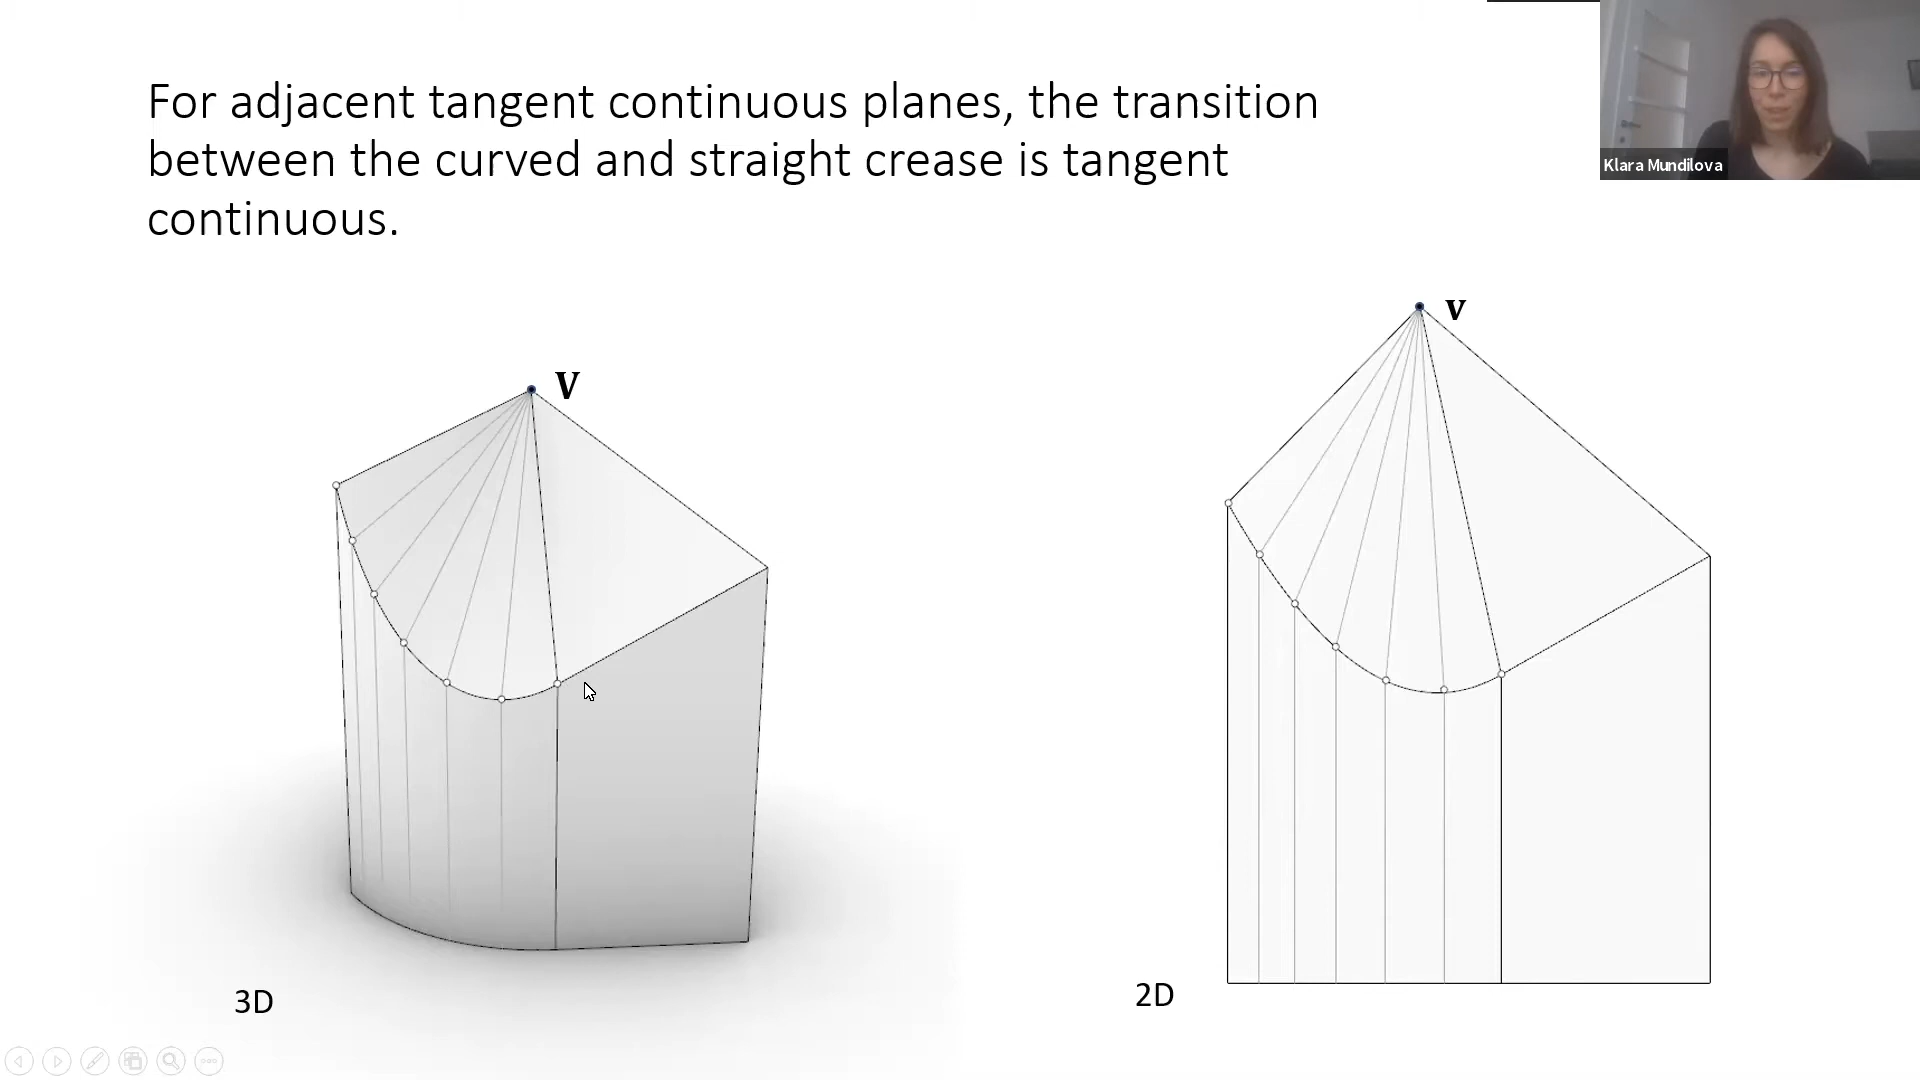 For adjacent tangent continuous planes, the transition
between the curved and straight crease is tangent
continuous.
Klara Mundilova
V
v
3D
2D